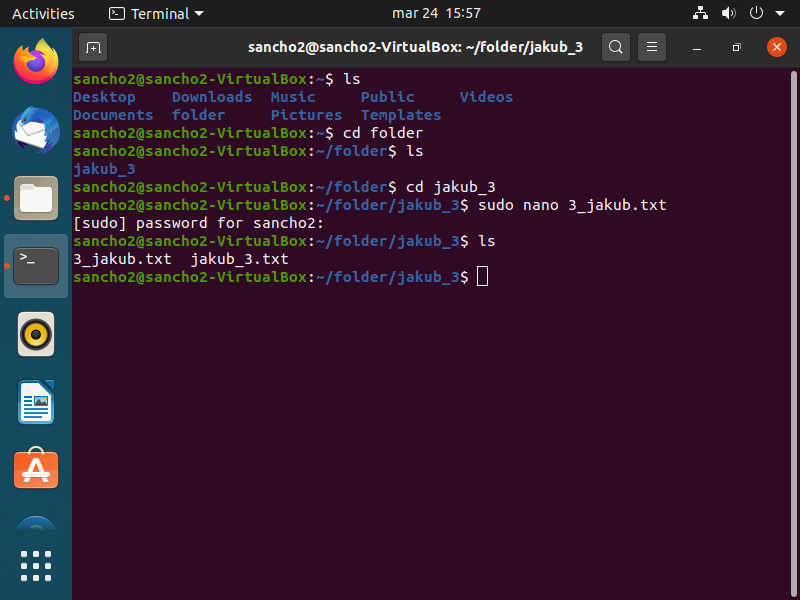 Activities Terminal mar 24 15:57
sancho2@sancho2-VirtualBox: ~/folder/jakub_3
sancho2@sancho2-VirtualBox:~$ ls
Desktop Downloads Music Public Videos
Documents folder Pictures Templates
sancho2@sancho2-VirtualBox:~$ cd folder
sancho2@sancho2-VirtualBox:~/folder$ ls
jakub_3
sancho2@sancho2-VirtualBox:~/folder$ cd jakub_3
sancho2@sancho2-VirtualBox:~/folder/jakub_3$ sudo nano 3_jakub.txt
[sudo] password for sancho2:
sancho2@sancho2-VirtualBox:~/folder/jakub_3$ ls
3_jakub.txt jakub_3.txt
sancho2@sancho2-VirtualBox:~/folder/jakub_3$